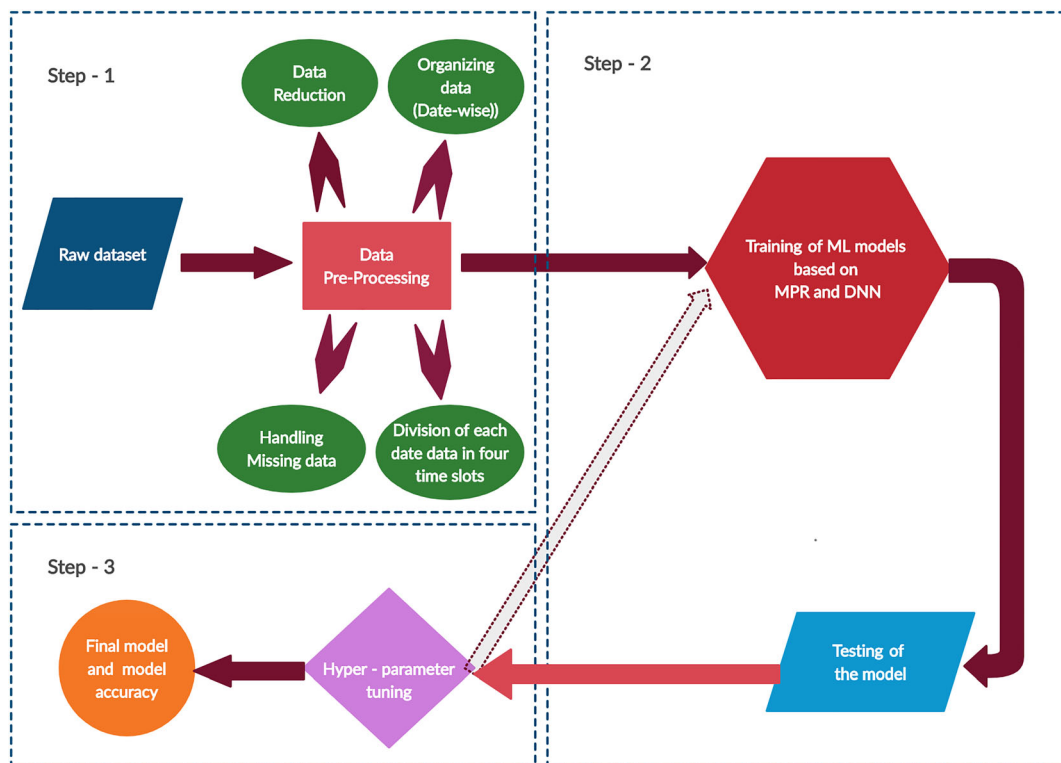 Step - 1
Data
Reduction
Organizing
data
(Date-wise))
Raw dataset
Data
Pre-Processing
Handling
Missing data
Division of each
date data in four
time slots
Step - 2
Training of ML models
based on
MPR and DNN
Testing of
the model
Step - 3
Hyper - parameter
tuning
Final model
and model
accuracy